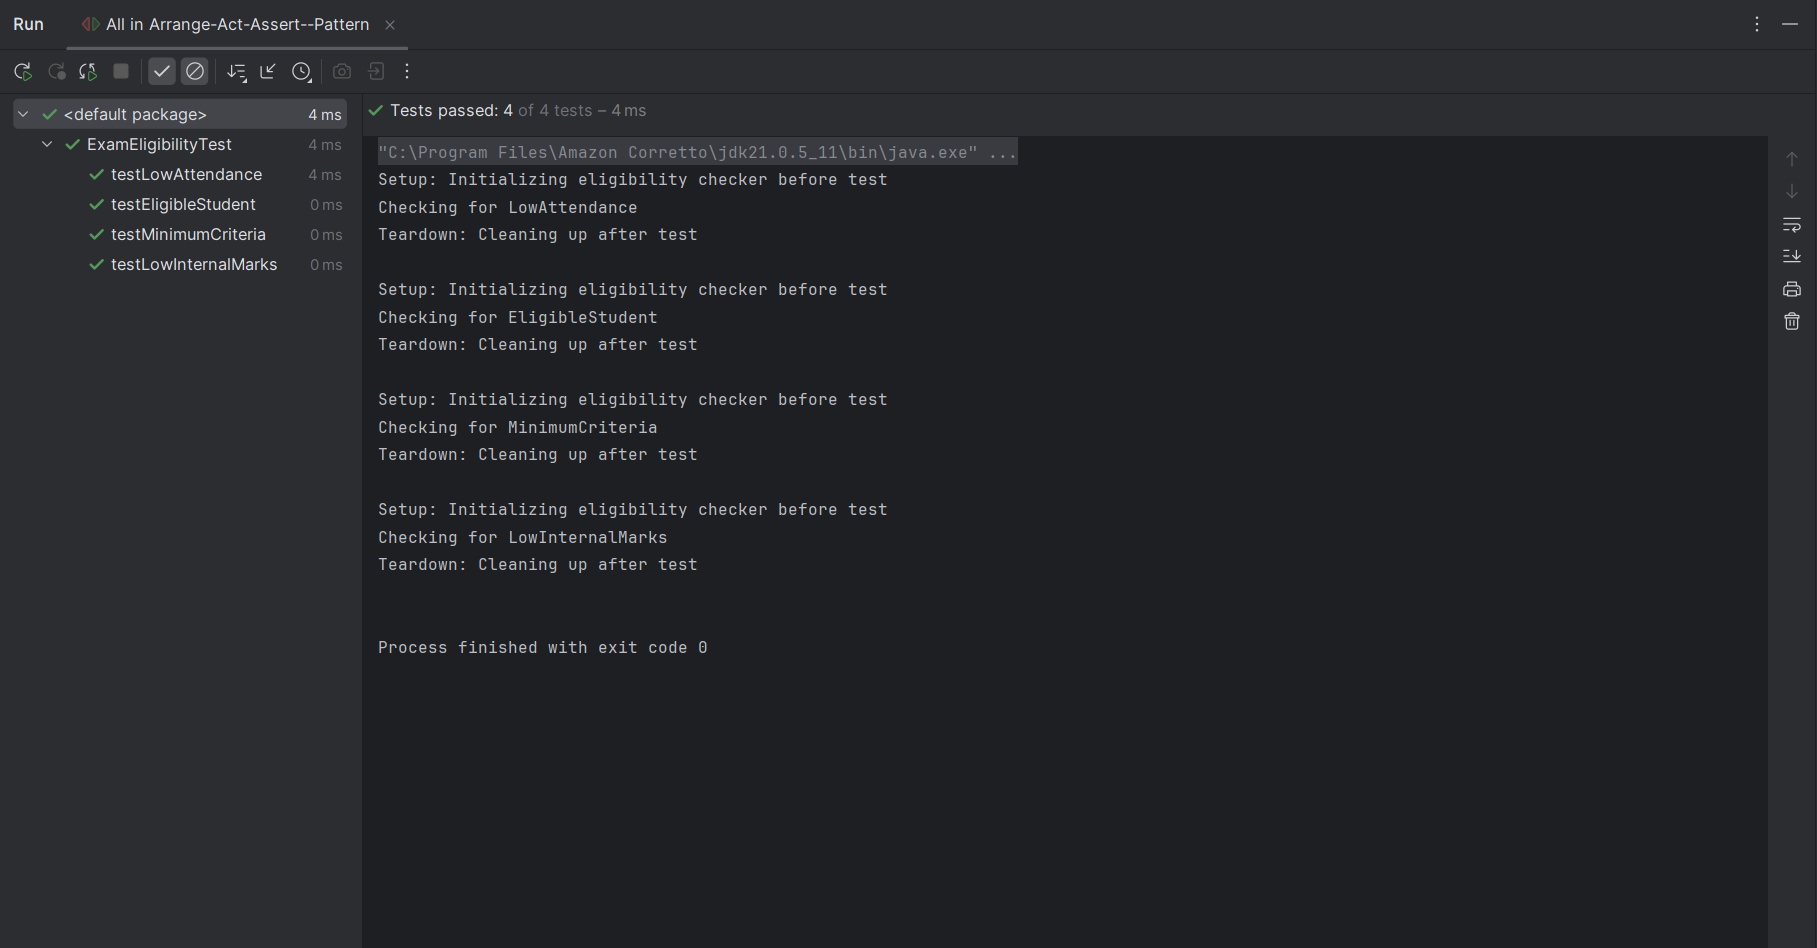 Run
All in Arrange-Act-Assert--Pattern
<default package> 4 ms
ExamEligibilityTest 4 ms
testLowAttendance 4 ms
testEligibleStudent 0 ms
testMinimumCriteria 0 ms
testLowInternalMarks 0 ms
Tests passed: 4 of 4 tests – 4 ms
"C:\Program Files\Amazon Corretto\jdk21.0.5_11\bin\java.exe" ...
Setup: Initializing eligibility checker before test
Checking for LowAttendance
Teardown: Cleaning up after test
Setup: Initializing eligibility checker before test
Checking for EligibleStudent
Teardown: Cleaning up after test
Setup: Initializing eligibility checker before test
Checking for MinimumCriteria
Teardown: Cleaning up after test
Setup: Initializing eligibility checker before test
Checking for LowInternalMarks
Teardown: Cleaning up after test
Process finished with exit code 0